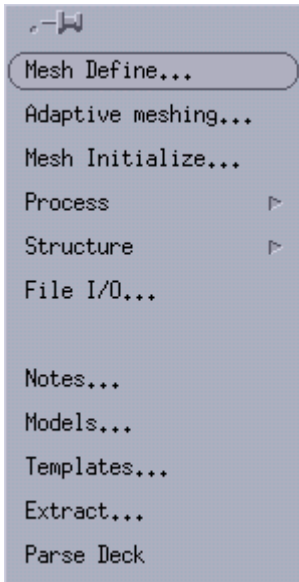 Mesh Define...
Adaptive meshing...
Mesh Initialize...
Process
Structure
File I/O...
Notes...
Models...
Templates...
Extract...
Parse Deck